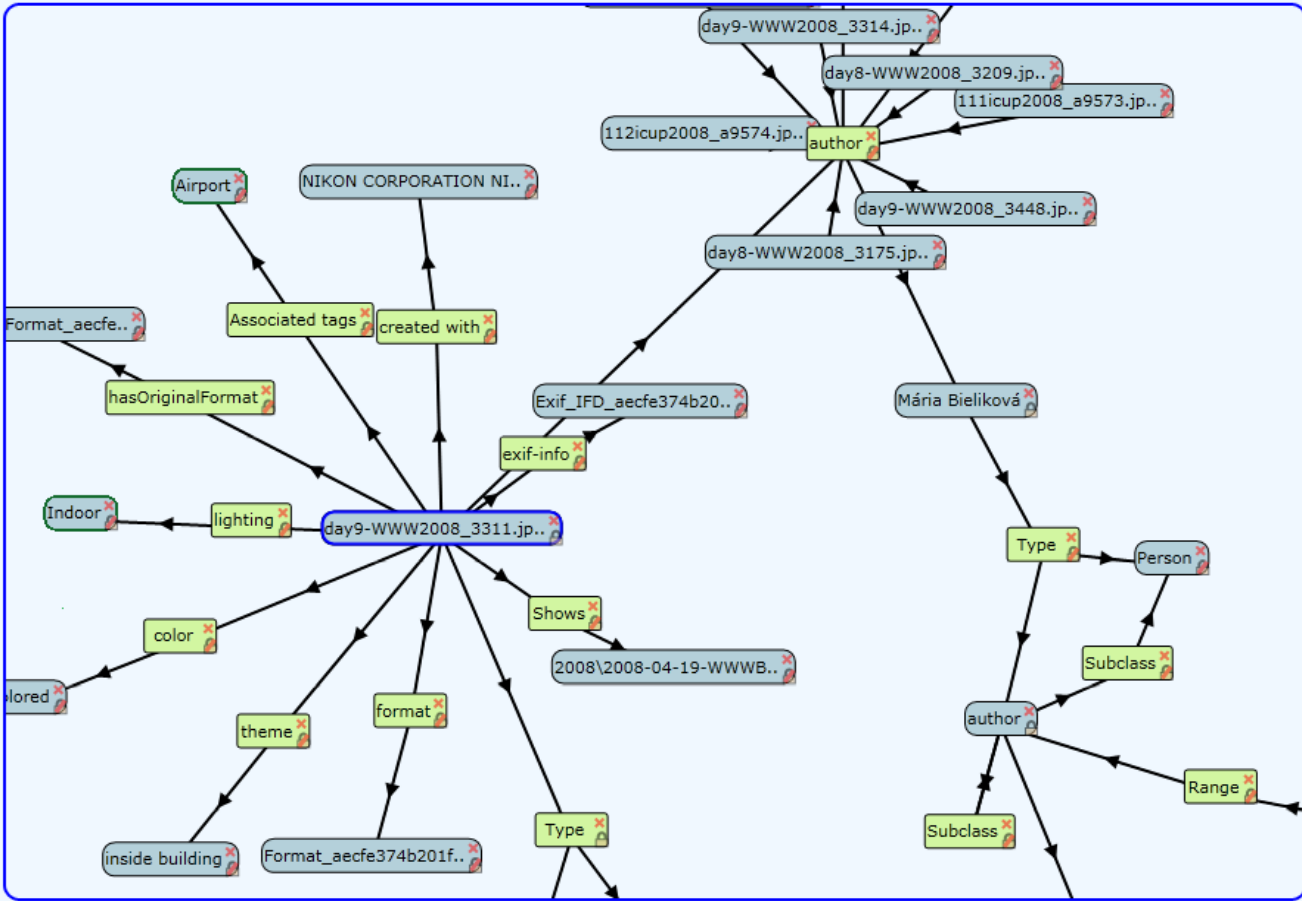 day9-WWW2008_3314.jp..
day8-WWW2008_3209.jp..
111icup2008_a9573.jp..
112icup2008_a9574.jp..
author
Airport
NIKON CORPORATION NI..
day9-WWW2008_3448.jp..
day8-WWW2008_3175.jp..
Format_aecfe..
Associated tags
created with
hasOriginalFormat
Exif_IFD_aecfe374b20..
Mária Bieliková
exif-info
Indoor
lighting
day9-WWW2008_3311.jp..
Type
Person
Shows
color
2008\2008-04-19-WWWB..
Subclass
lored
format
author
theme
Range
Type
Subclass
inside building
Format_aecfe374b201f..